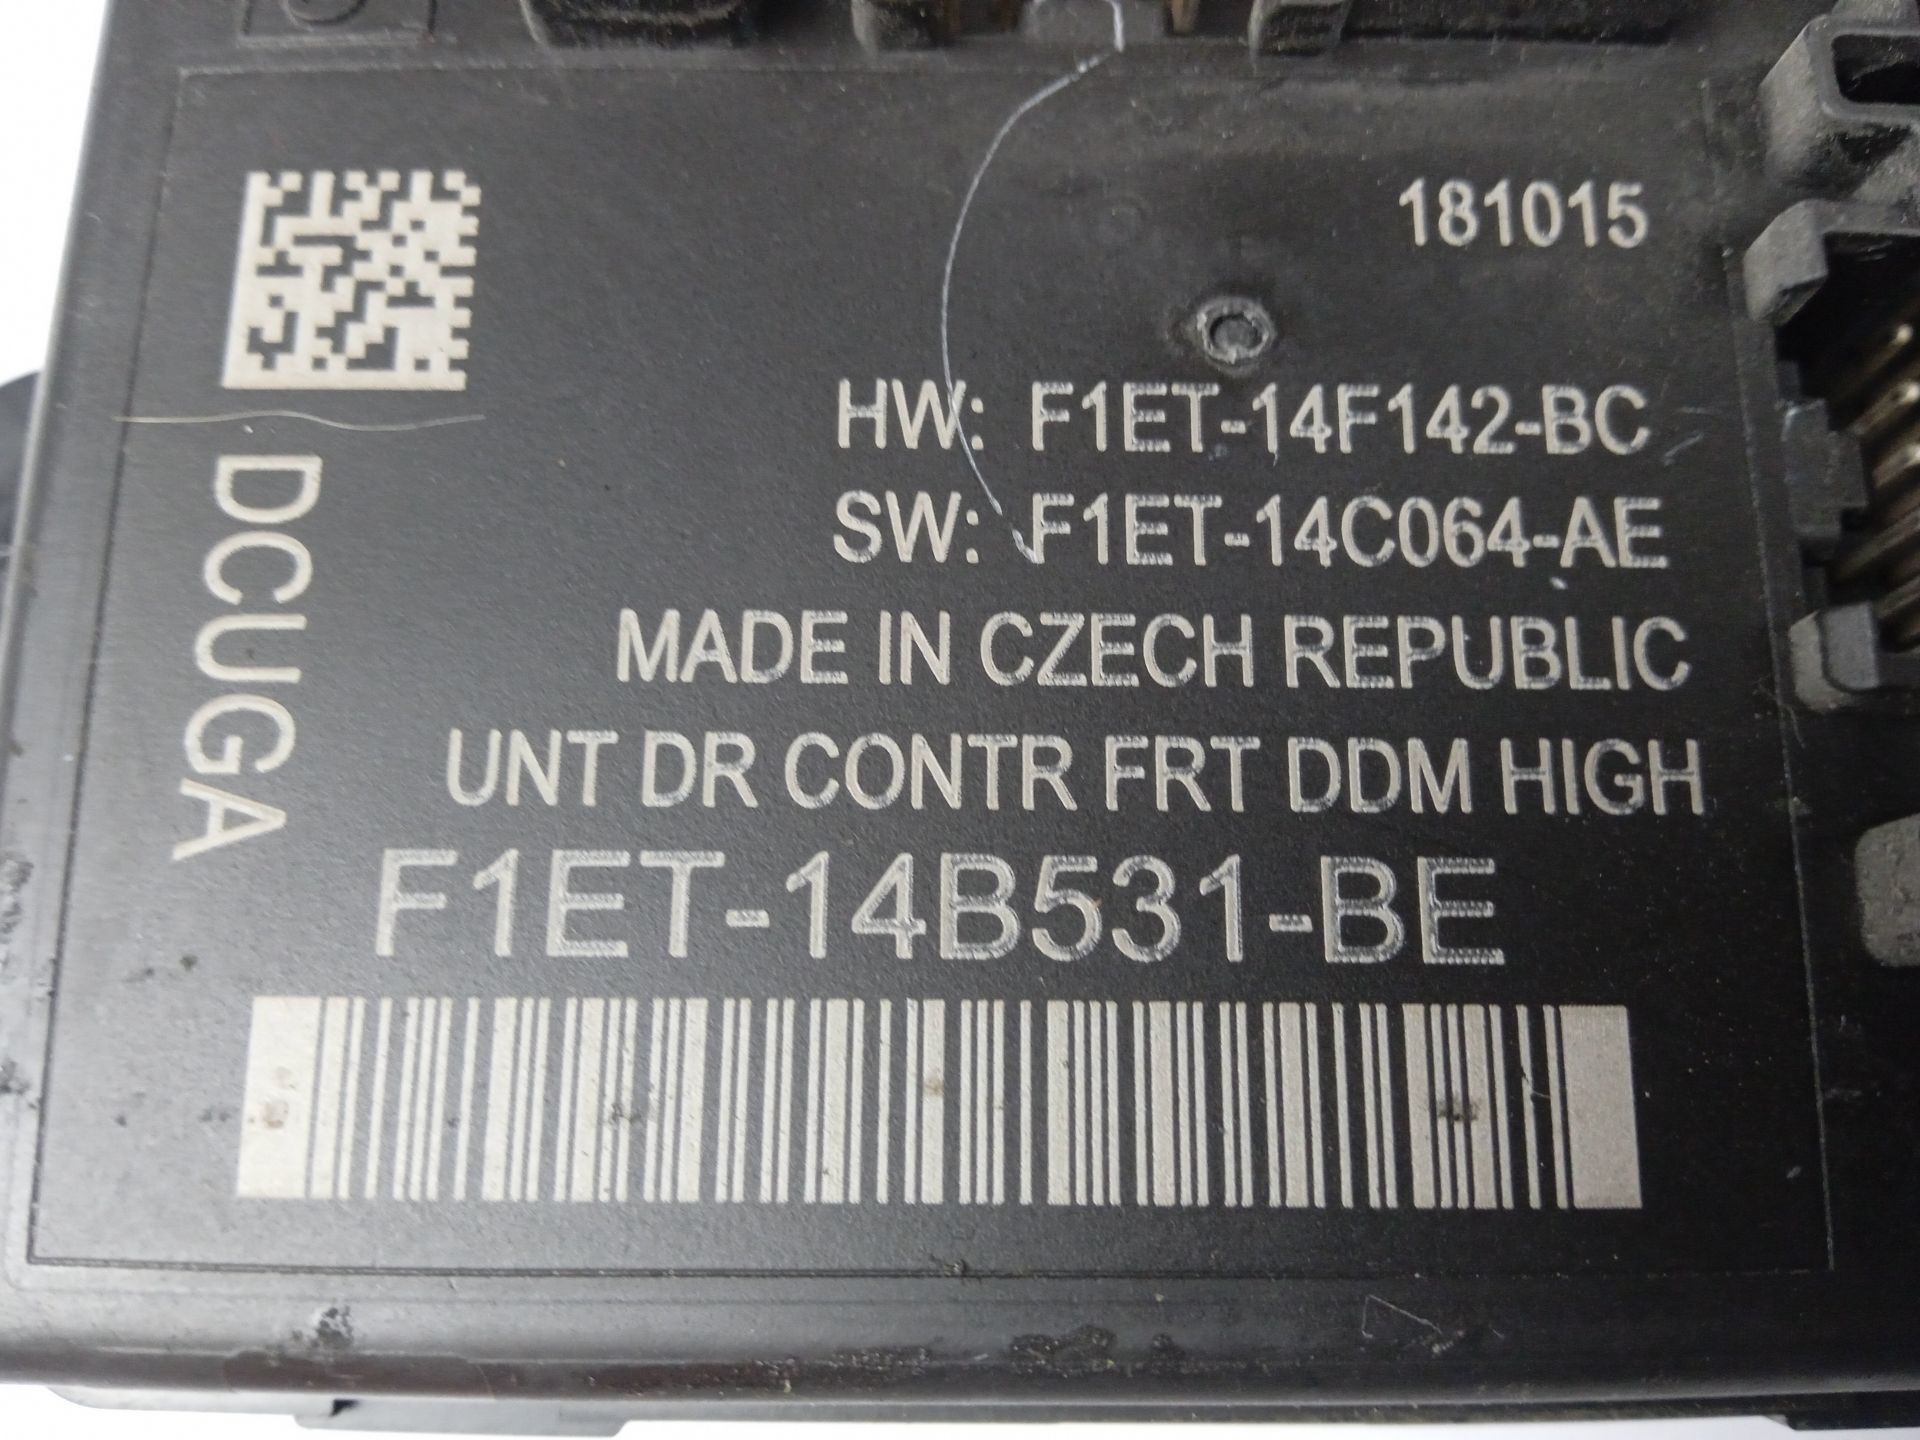 181015
HW: F1ET-14F142-BC
SW: F1ET-14C064-AE
MADE IN CZECH REPUBLIC
UNT DR CONTR FRT DDM HIGH
F1ET-14B531-BE
DCUGA